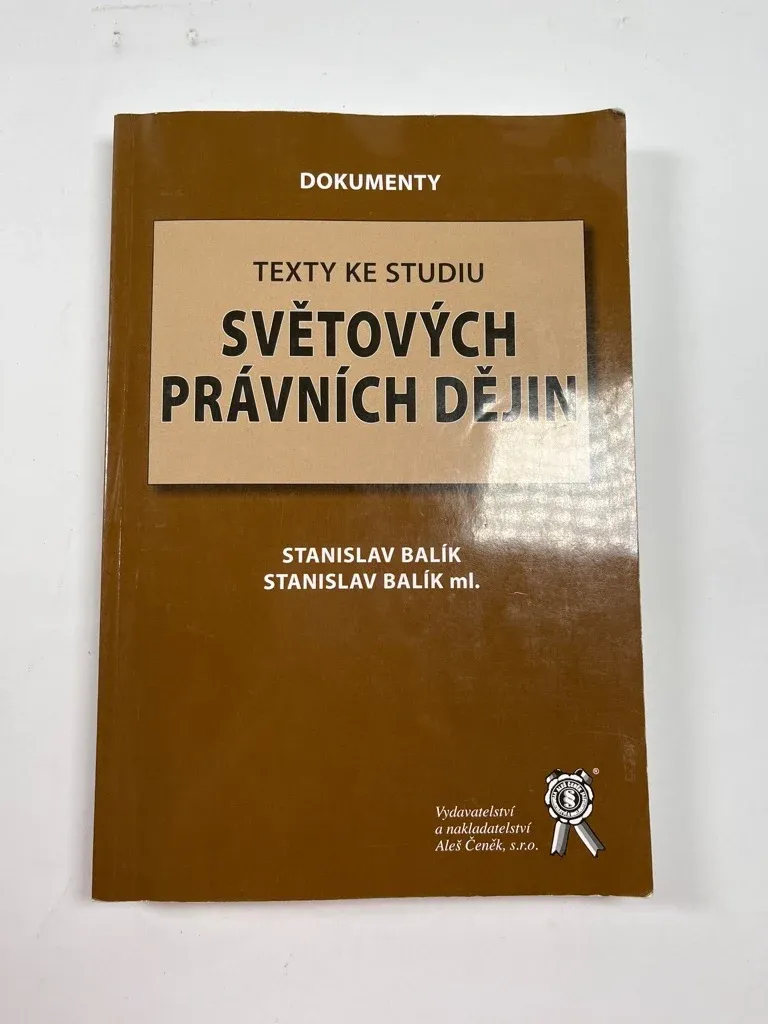 DOKUMENTY
TEXTY KE STUDIU
SVĚTOVÝCH
PRÁVNÍCH DĚJIN
STANISLAV BALÍK
STANISLAV BALÍK ml.
Vydavatelství
a nakladatelství
Aleš Čeněk, s.r.o.
®
§